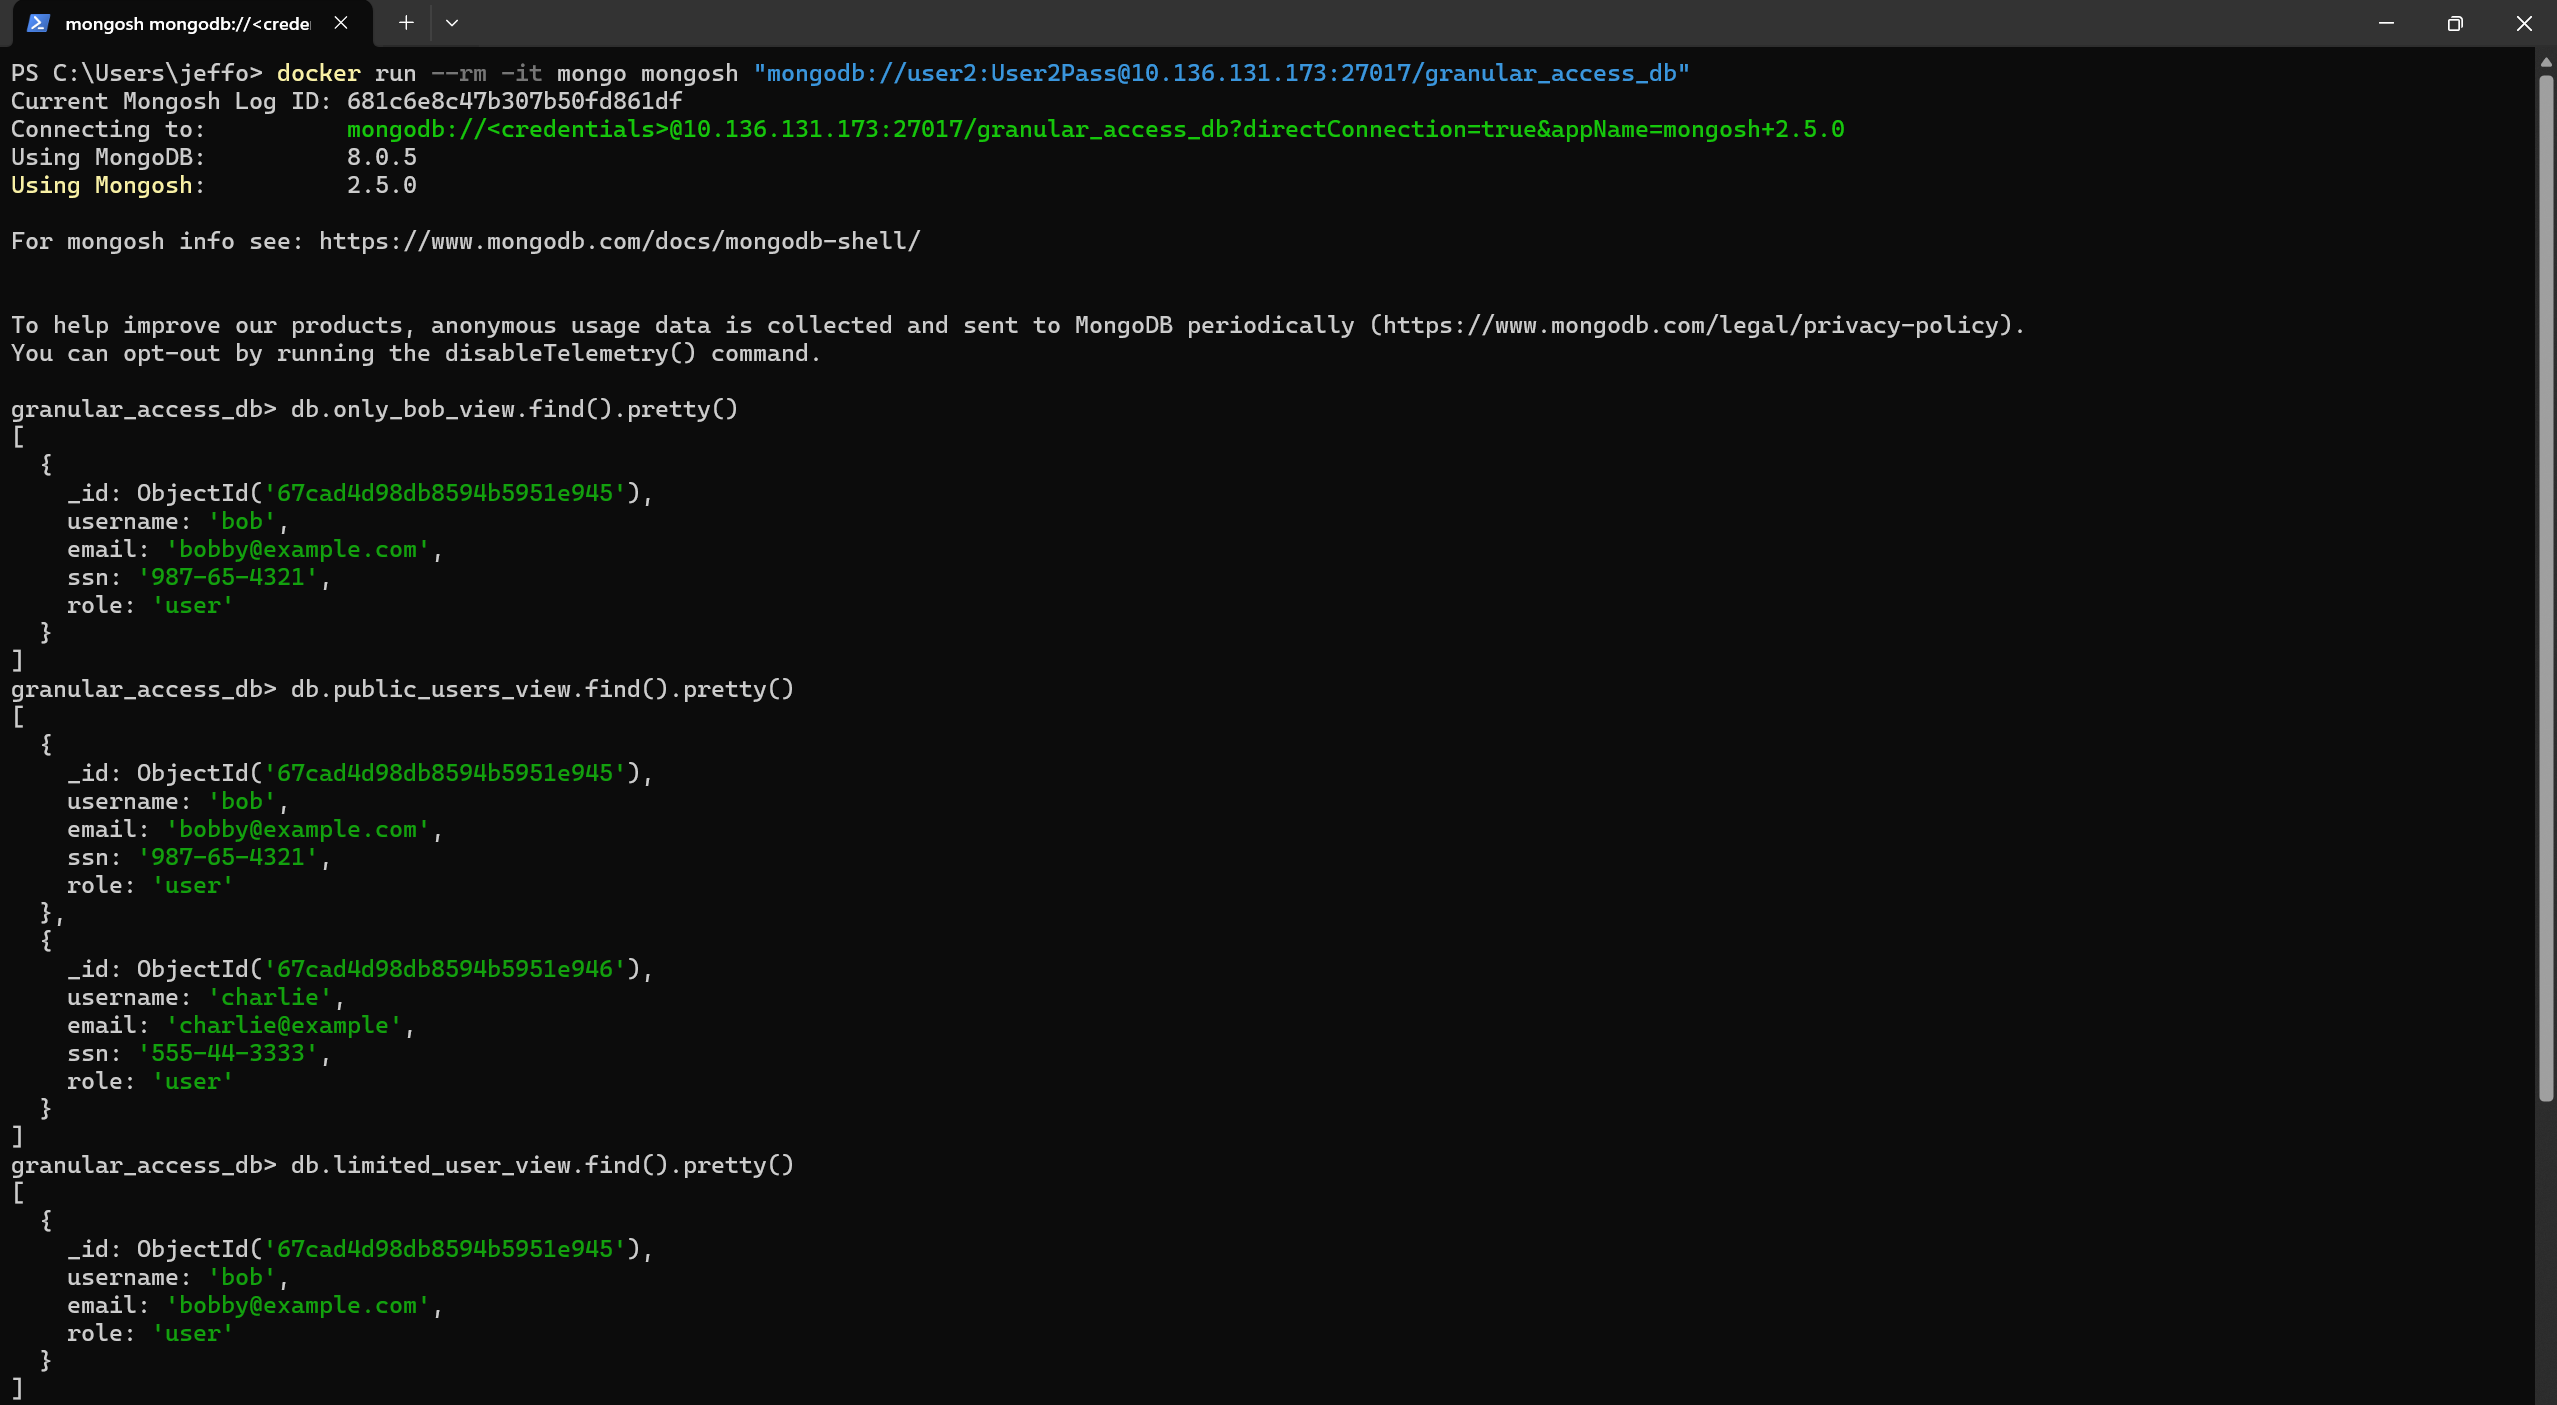 mongosh mongodb://<crede
PS C:\Users\jeffo> docker run --rm -it mongo mongosh "mongodb://user2:User2Pass@10.136.131.173:27017/granular_access_db"
Current Mongosh Log ID: 681c6e8c47b307b50fd861df
Connecting to:          mongodb://<credentials>@10.136.131.173:27017/granular_access_db?directConnection=true&appName=mongosh+2.5.0
Using MongoDB:          8.0.5
Using Mongosh:          2.5.0
For mongosh info see: https://www.mongodb.com/docs/mongodb-shell/
To help improve our products, anonymous usage data is collected and sent to MongoDB periodically (https://www.mongodb.com/legal/privacy-policy).
You can opt-out by running the disableTelemetry() command.
granular_access_db> db.only_bob_view.find().pretty()
[
  {
    _id: ObjectId('67cad4d98db8594b5951e945'),
    username: 'bob',
    email: 'bobby@example.com',
    ssn: '987-65-4321',
    role: 'user'
  }
]
granular_access_db> db.public_users_view.find().pretty()
[
  {
    _id: ObjectId('67cad4d98db8594b5951e945'),
    username: 'bob',
    email: 'bobby@example.com',
    ssn: '987-65-4321',
    role: 'user'
  },
  {
    _id: ObjectId('67cad4d98db8594b5951e946'),
    username: 'charlie',
    email: 'charlie@example',
    ssn: '555-44-3333',
    role: 'user'
  }
]
granular_access_db> db.limited_user_view.find().pretty()
[
  {
    _id: ObjectId('67cad4d98db8594b5951e945'),
    username: 'bob',
    email: 'bobby@example.com',
    role: 'user'
  }
]